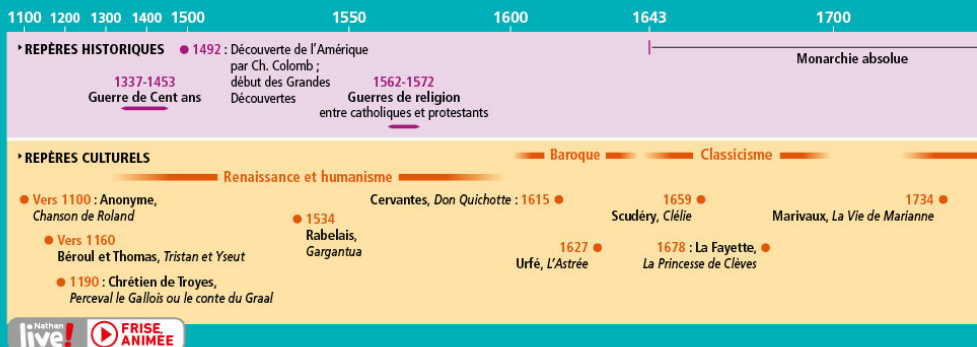 1100 1200 1300 1400 1500 1550 1600 1643 1700
REPÈRES HISTORIQUES
1492 : Découverte de l'Amérique
par Ch. Colomb ;
début des Grandes
Découvertes
1337-1453
Guerre de Cent ans
1562-1572
Guerres de religion
entre catholiques et protestants
Monarchie absolue
REPÈRES CULTURELS
Baroque
Classicisme
Renaissance et humanisme
Vers 1100 : Anonyme,
Chanson de Roland
Vers 1160
Béroul et Thomas, Tristan et Yseut
1190 : Chrétien de Troyes,
Perceval le Gallois ou le conte du Graal
1534
Rabelais,
Gargantua
Cervantes, Don Quichotte : 1615
1627
Urfé, L'Astrée
1659
Scudéry, Clélie
1678 : La Fayette,
La Princesse de Clèves
1734
Marivaux, La Vie de Marianne
Nathan
live!
FRISE
ANIMÉE